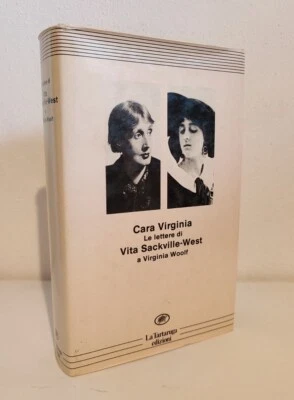 Cara Virginia
Le lettere di
Vita Sackville-West
a Virginia Woolf
La Tartaruga
edizioni